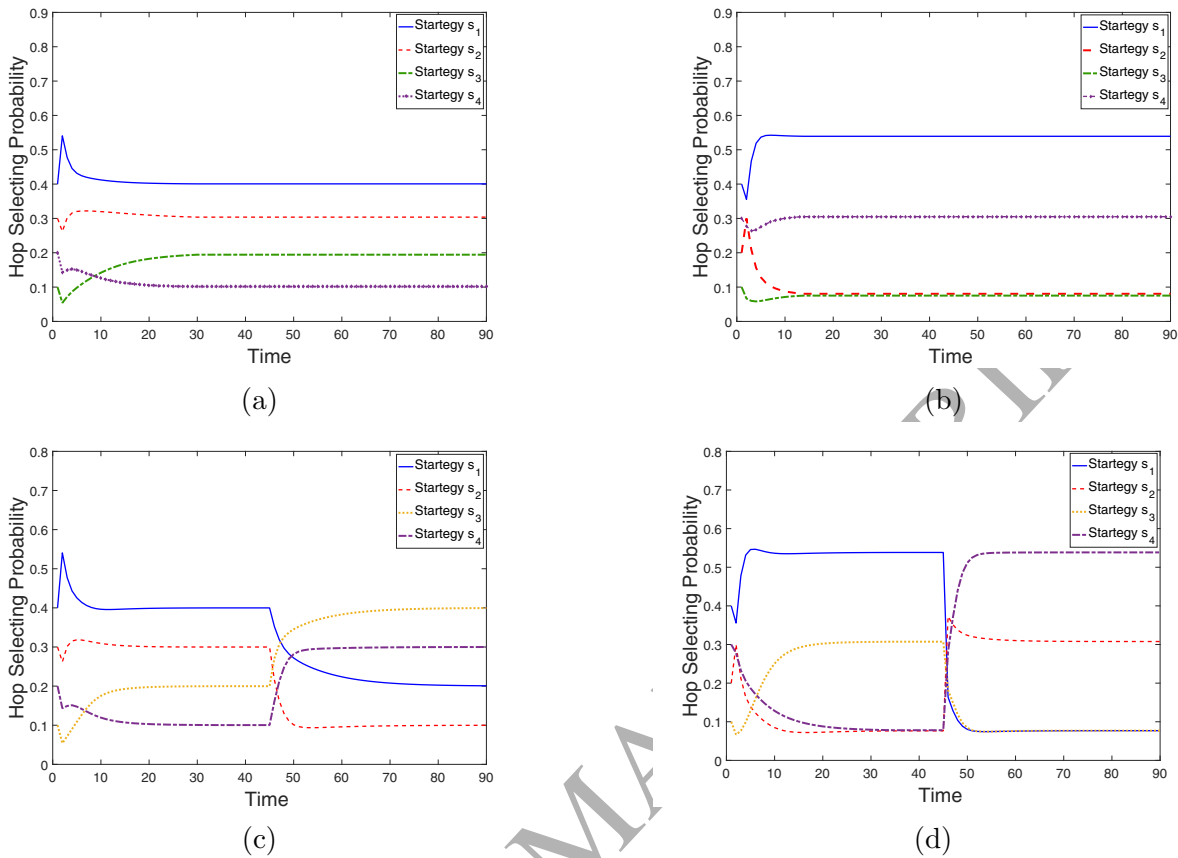 Hop Selecting Probability
0.9
0.8
0.7
0.6
0.5
0.4
0.3
0.2
0.1
0
0 10 20 30 40 50 60 70 80 90
Time
Startegy s1
Startegy s2
Startegy s3
Startegy s4
(a)
Hop Selecting Probability
0.9
0.8
0.7
0.6
0.5
0.4
0.3
0.2
0.1
0
0 10 20 30 40 50 60 70 80 90
Time
Startegy s1
Startegy s2
Startegy s3
Startegy s4
(b)
Hop Selecting Probability
0.8
0.7
0.6
0.5
0.4
0.3
0.2
0.1
0
0 10 20 30 40 50 60 70 80 90
Time
Startegy s1
Startegy s2
Startegy s3
Startegy s4
(c)
Hop Selecting Probability
0.8
0.7
0.6
0.5
0.4
0.3
0.2
0.1
0
0 10 20 30 40 50 60 70 80 90
Time
Startegy s1
Startegy s2
Startegy s3
Startegy s4
(d)
MA